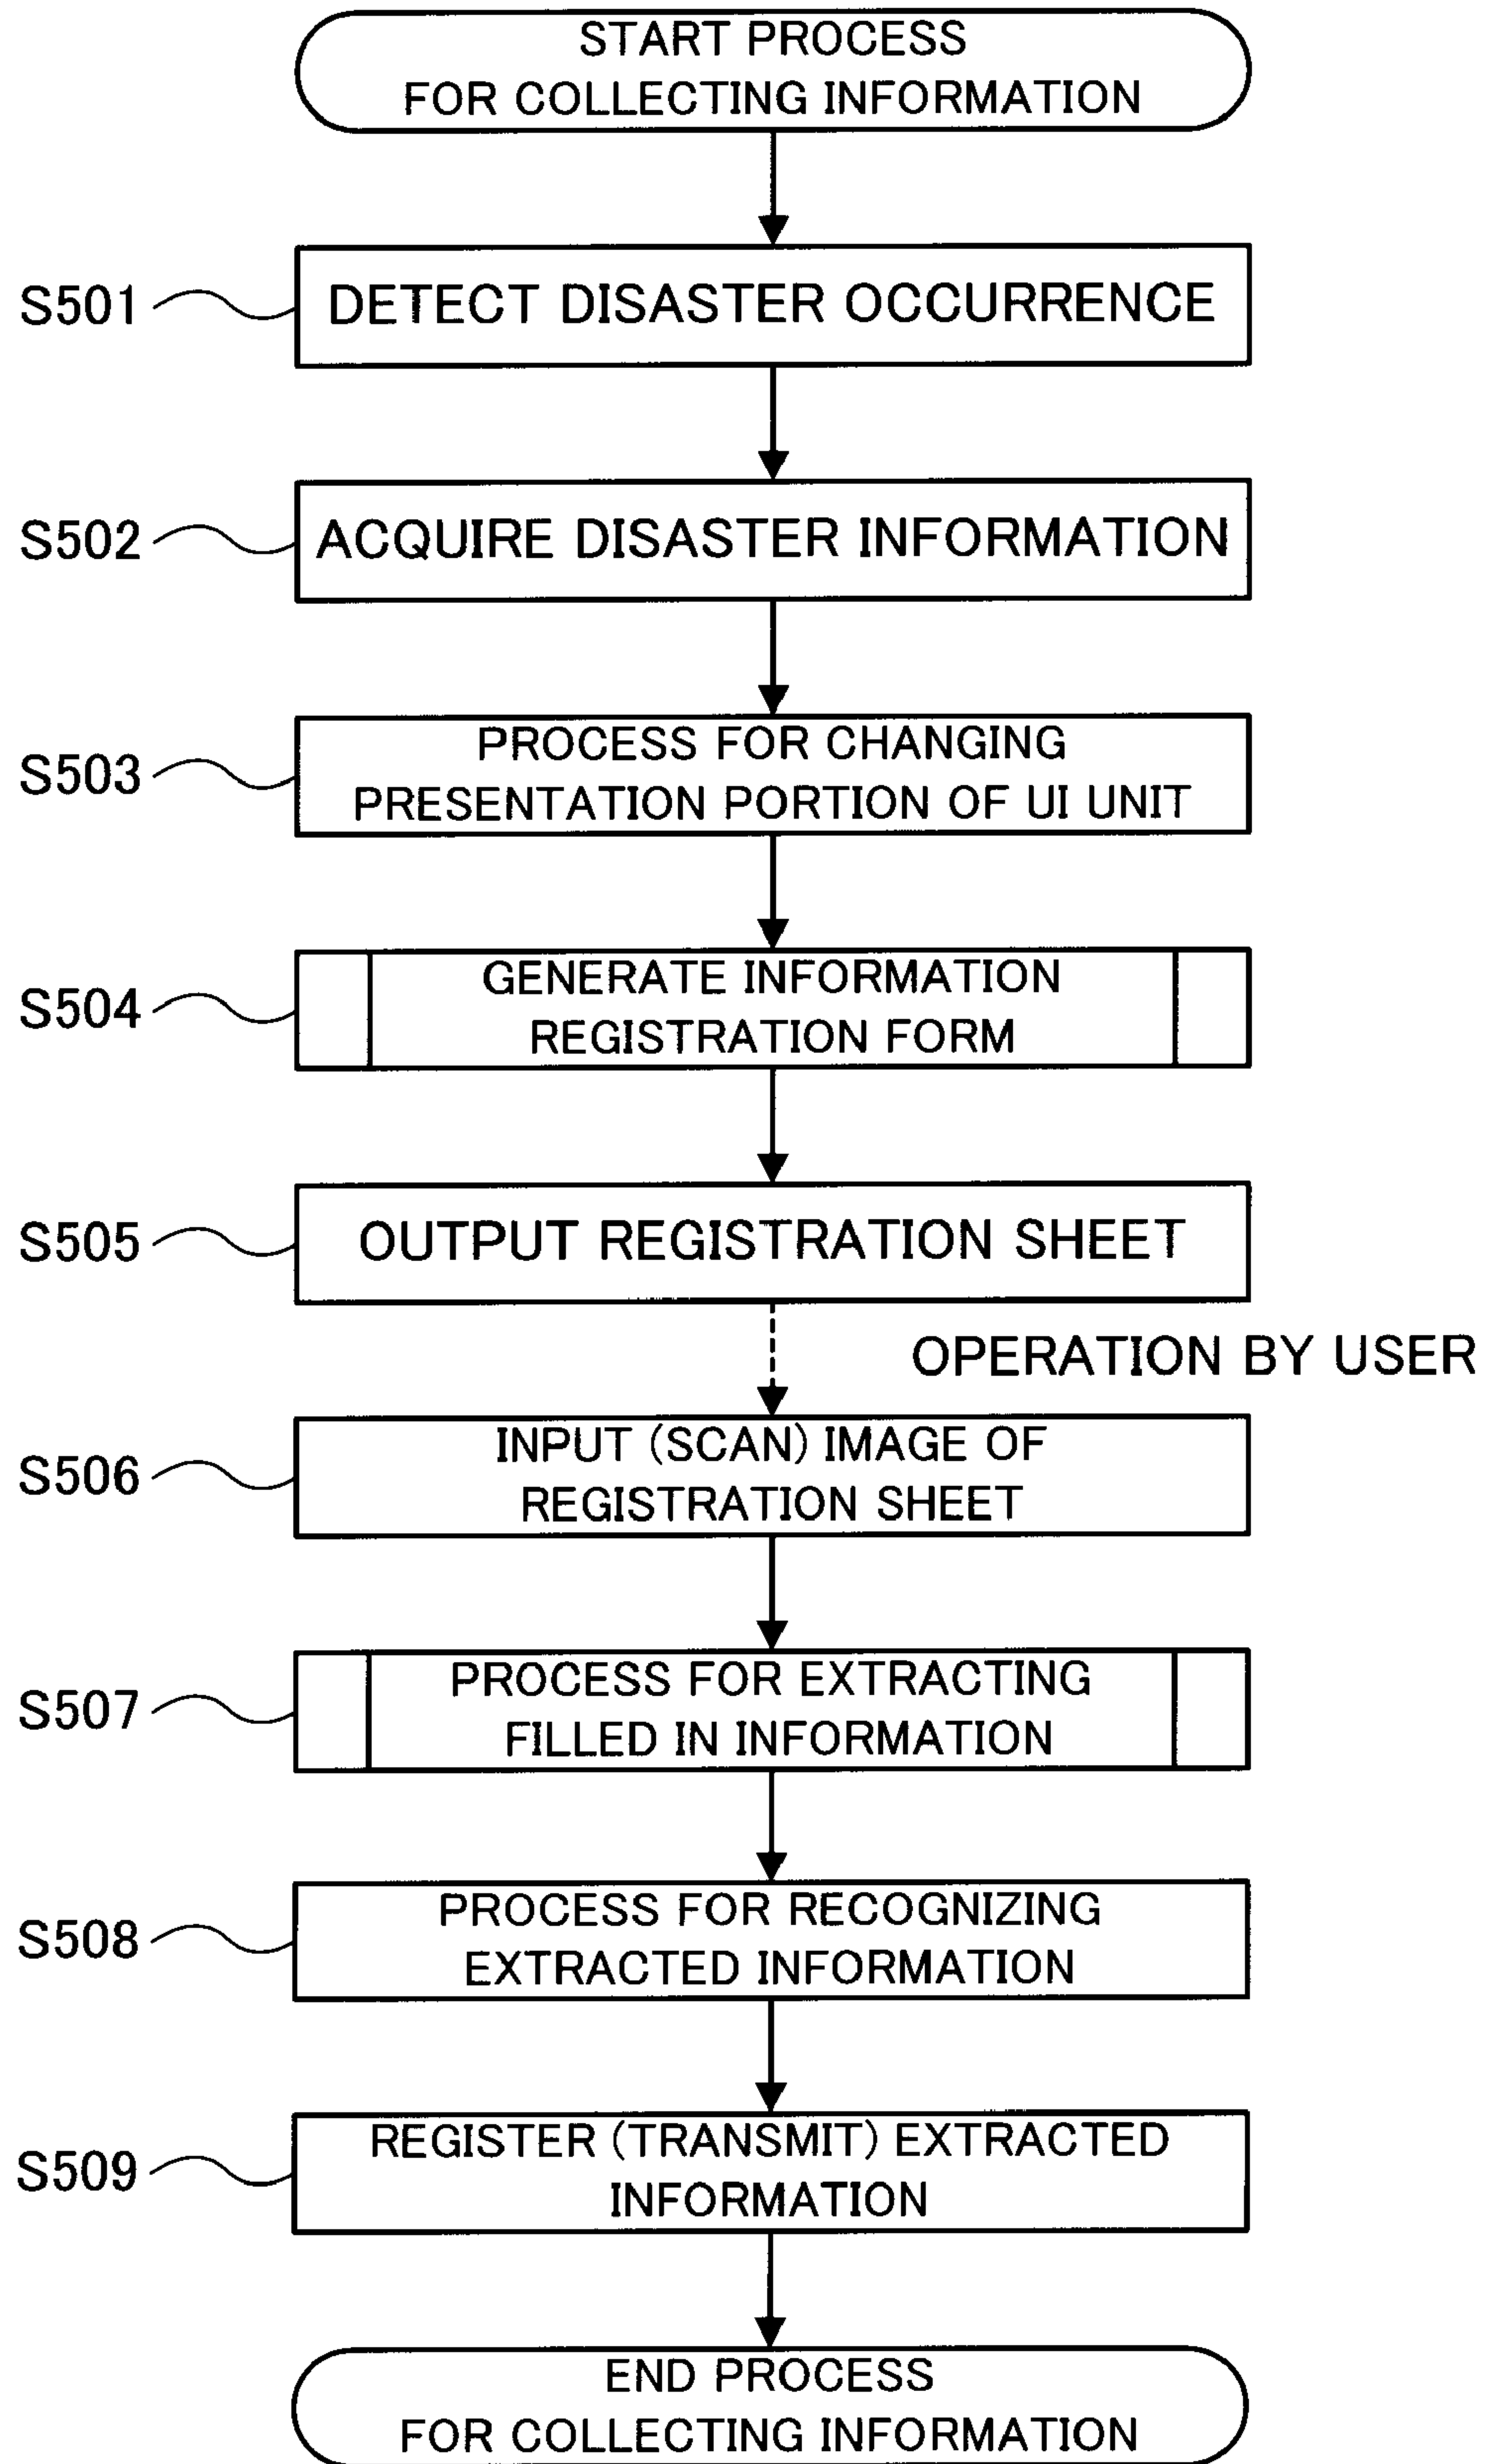 START PROCESS
FOR COLLECTING INFORMATION
S501
DETECT DISASTER OCCURRENCE
S502
ACQUIRE DISASTER INFORMATION
S503
PROCESS FOR CHANGING
PRESENTATION PORTION OF UI UNIT
S504
GENERATE INFORMATION
REGISTRATION FORM
S505
OUTPUT REGISTRATION SHEET
OPERATION BY USER
S506
INPUT (SCAN) IMAGE OF
REGISTRATION SHEET
S507
PROCESS FOR EXTRACTING
FILLED IN INFORMATION
S508
PROCESS FOR RECOGNIZING
EXTRACTED INFORMATION
S509
REGISTER (TRANSMIT) EXTRACTED
INFORMATION
END PROCESS
FOR COLLECTING INFORMATION